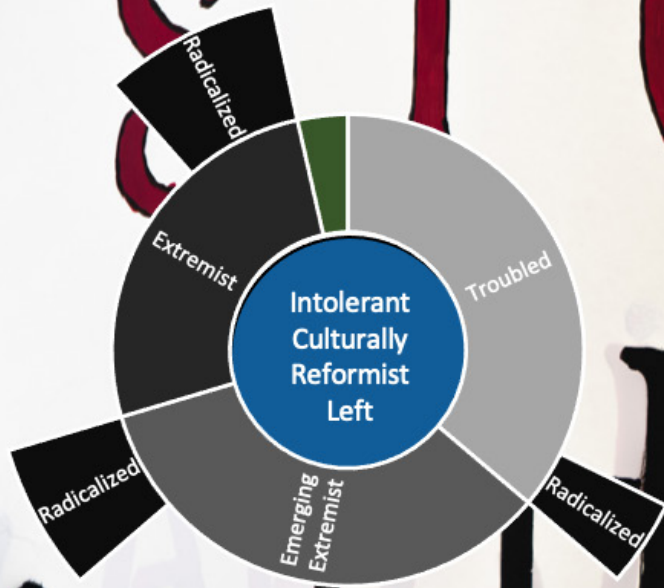 Radicalized
Extremist
Troubled
Intolerant
Culturally
Reformist
Left
Radicalized
Emerging
Extremist
Radicalized